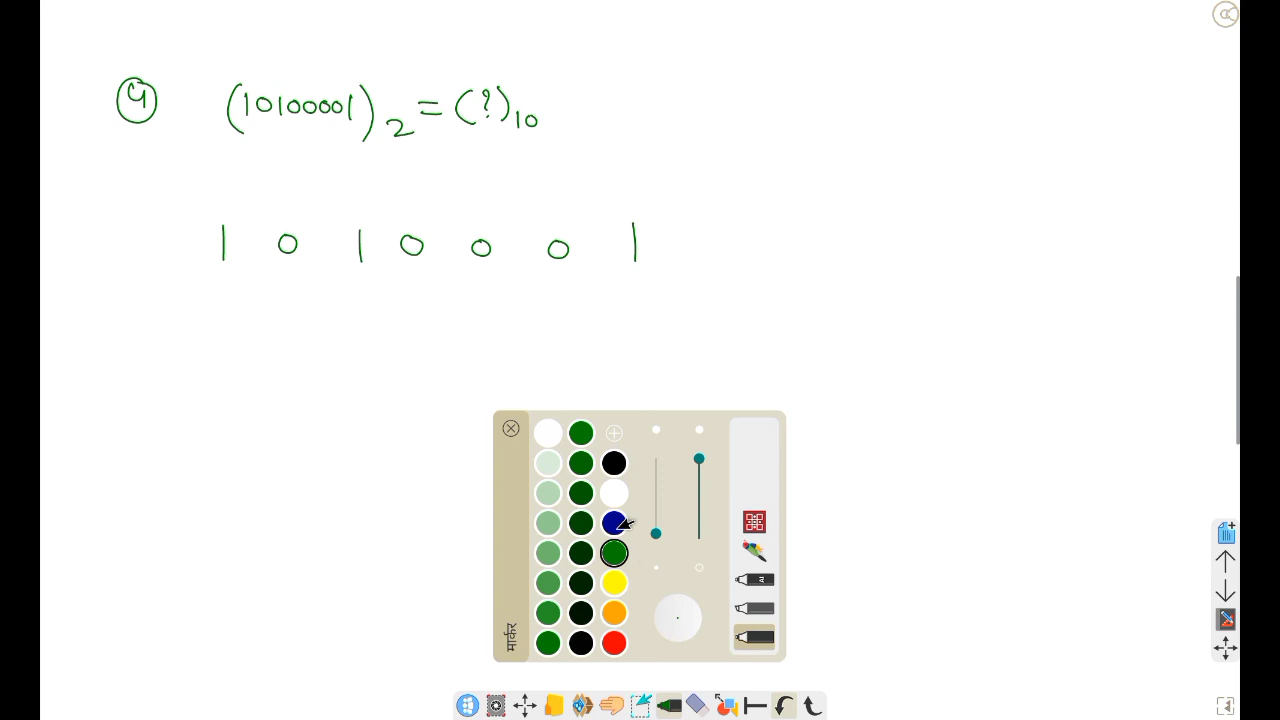 4 (1010001)₂ = (?)₁₀
1 0 1 0 0 0 1
मार्कर